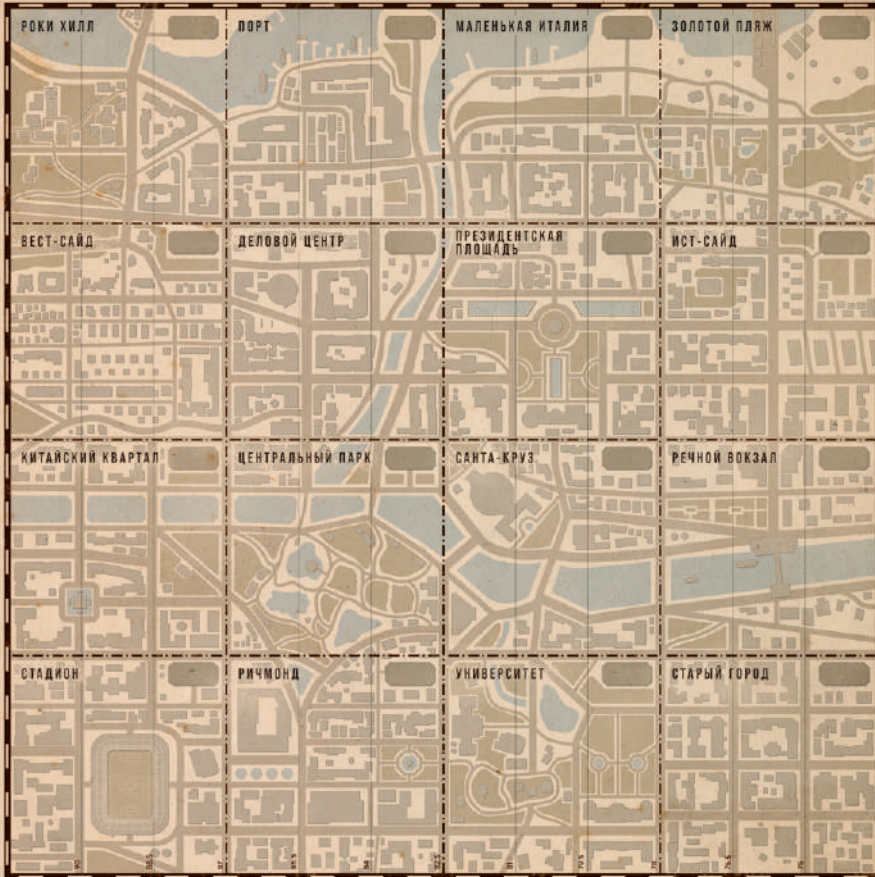 РОКИ ХИЛЛ
ПОРТ
МАЛЕНЬКАЯ ИТАЛИЯ
ЗОЛОТОЙ ПЛЯЖ
ВЕСТ-САЙД
ДЕЛОВОЙ ЦЕНТР
ПРЕЗИДЕНТСКАЯ
ПЛОЩАДЬ
ИСТ-САЙД
КИТАЙСКИЙ КВАРТАЛ
ЦЕНТРАЛЬНЫЙ ПАРК
САНТА-КРУЗ
РЕЧНОЙ ВОКЗАЛ
СТАДИОН
РИЧМОНД
УНИВЕРСИТЕТ
СТАРЫЙ ГОРОД